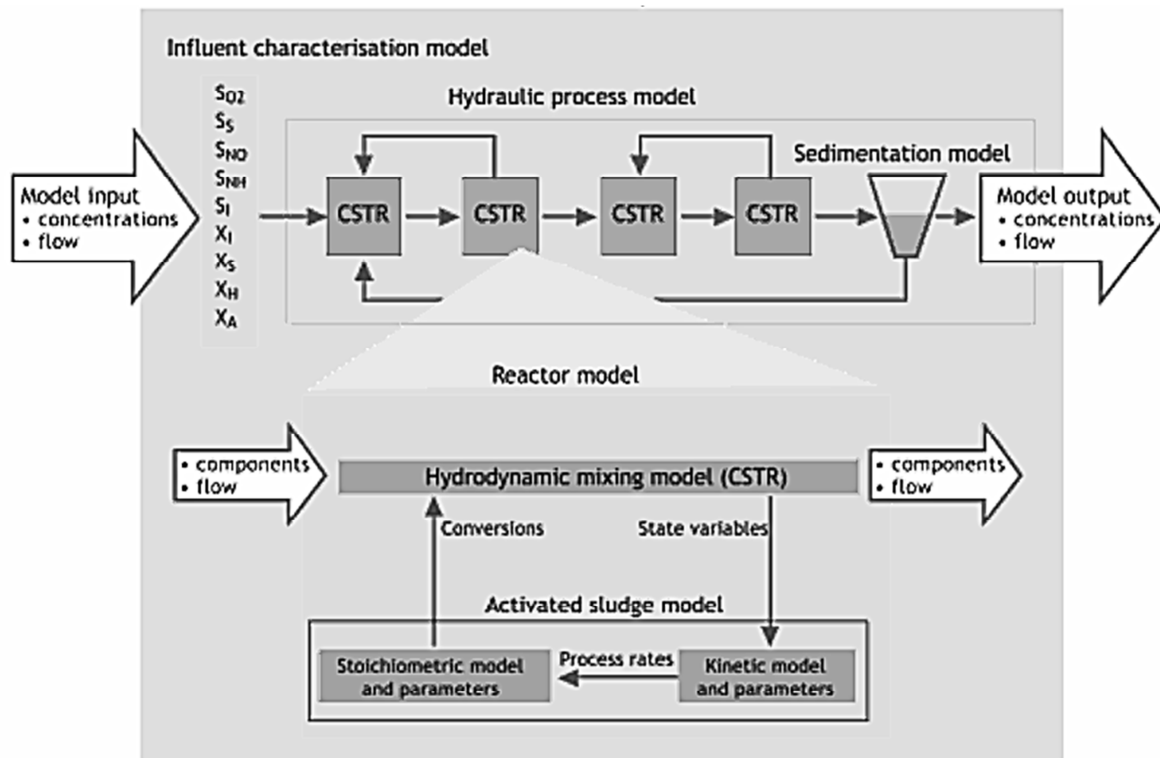 Influent characterisation model
S_O2
S_S
S_NO
S_NH
S_I
X_I
X_S
X_H
X_A
Hydraulic process model
Sedimentation model
Model input
• concentrations
• flow
CSTR
CSTR
CSTR
CSTR
Model output
• concentrations
• flow
Reactor model
• components
• flow
Hydrodynamic mixing model (CSTR)
• components
• flow
Conversions
State variables
Activated sludge model
Stoichiometric model
and parameters
Process rates
Kinetic model
and parameters